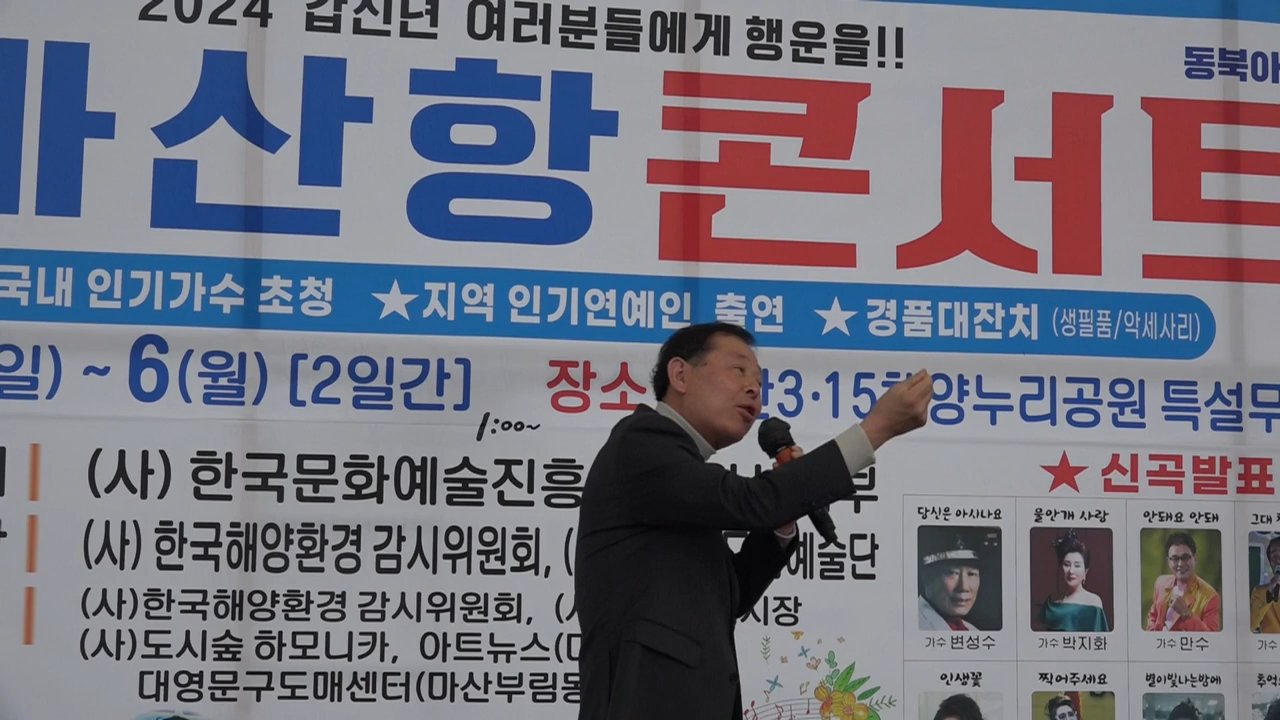 2024 갑신년 여러분들에게 행운을!!
동북아
마산항콘서트
국내 인기가수 초청 ★지역 인기연예인 출연 ★경품대잔치 (생필품/악세사리)
일) ~ 6(월) [2일간] 장소 3·15 양누리공원 특설무
1:00~
(사) 한국문화예술진흥 부
(사) 한국해양환경 감시위원회, 예술단
(사)한국해양환경 감시위원회, 시장
(사)도시숲 하모니카, 아트뉴스(마
대영문구도매센터(마산부림동
★신곡발표
당신은 아시나요 물안개 사랑 안돼요 안돼 그대
가수 변성수 가수 박지화 가수 만수 가수
인생꽃 찍어주세요 별이빛나는밤에 추억